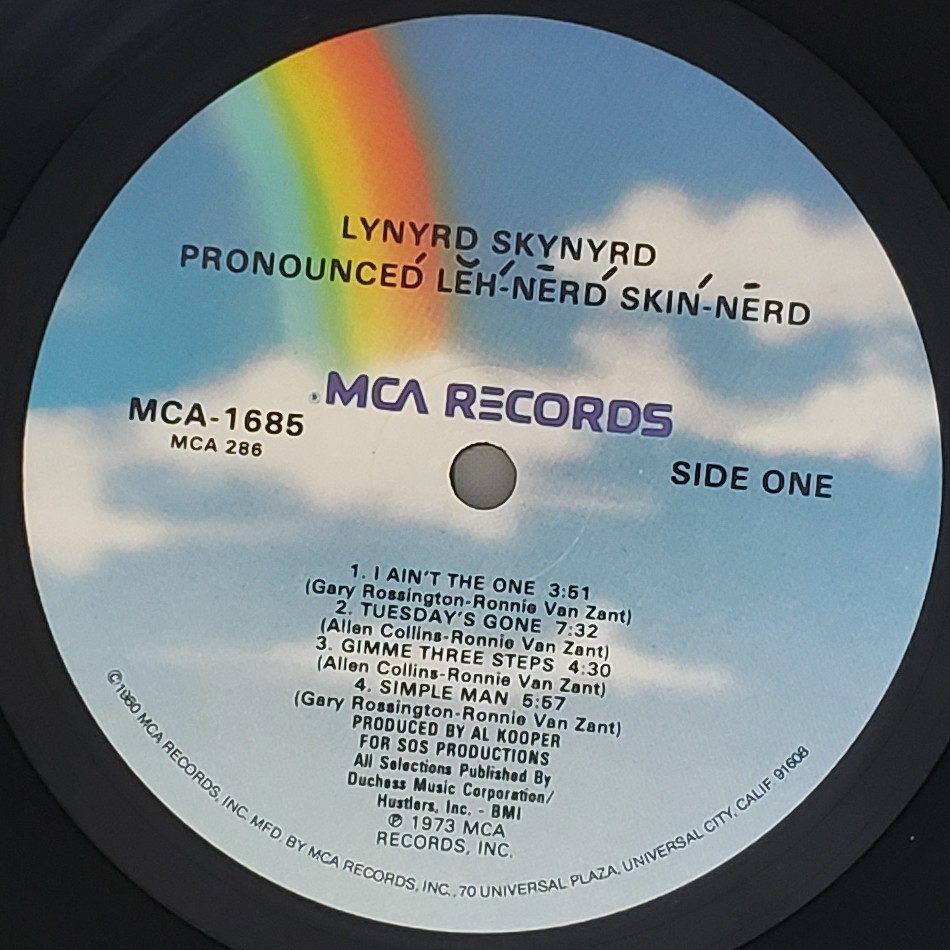 LYNYRD SKYNYRD
PRONOUNCED LĔH-NĒRD SKIN-NĒRD
MCA RECORDS
MCA-1685
MCA 286
SIDE ONE
1. I AIN'T THE ONE 3:51
(Gary Rossington-Ronnie Van Zant)
2. TUESDAY'S GONE 7:32
(Allen Collins-Ronnie Van Zant)
3. GIMME THREE STEPS 4:30
(Allen Collins-Ronnie Van Zant)
4. SIMPLE MAN 5:57
(Gary Rossington-Ronnie Van Zant)
PRODUCED BY AL KOOPER
FOR SOS PRODUCTIONS
All Selections Published By
Duchess Music Corporation/
Hustlers, Inc. - BMI
℗ 1973 MCA
RECORDS, INC.
©1980 MCA RECORDS, INC. MFD. BY MCA RECORDS, INC., 70 UNIVERSAL PLAZA, UNIVERSAL CITY, CALIF. 91608